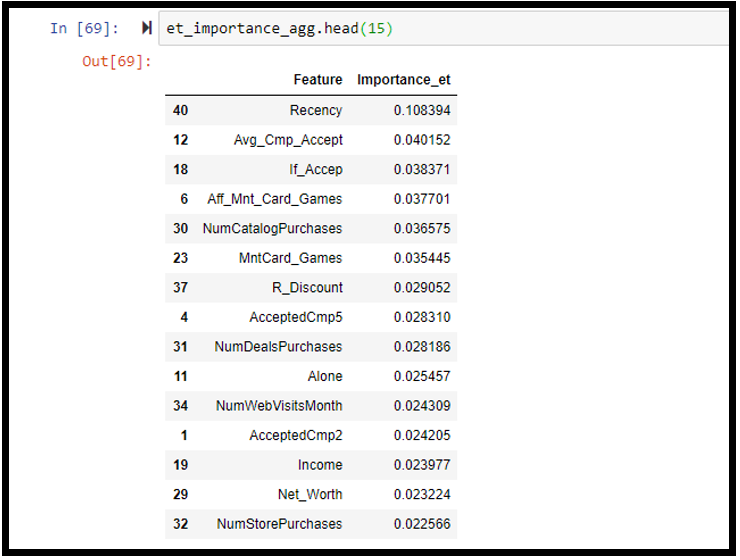 In [69]: et_importance_agg.head(15)
Out[69]:
Feature Importance_et
40 Recency 0.108394
12 Avg_Cmp_Accept 0.040152
18 If_Accep 0.038371
6 Aff_Mnt_Card_Games 0.037701
30 NumCatalogPurchases 0.036575
23 MntCard_Games 0.035445
37 R_Discount 0.029052
4 AcceptedCmp5 0.028310
31 NumDealsPurchases 0.028186
11 Alone 0.025457
34 NumWebVisitsMonth 0.024309
1 AcceptedCmp2 0.024205
19 Income 0.023977
29 Net_Worth 0.023224
32 NumStorePurchases 0.022566